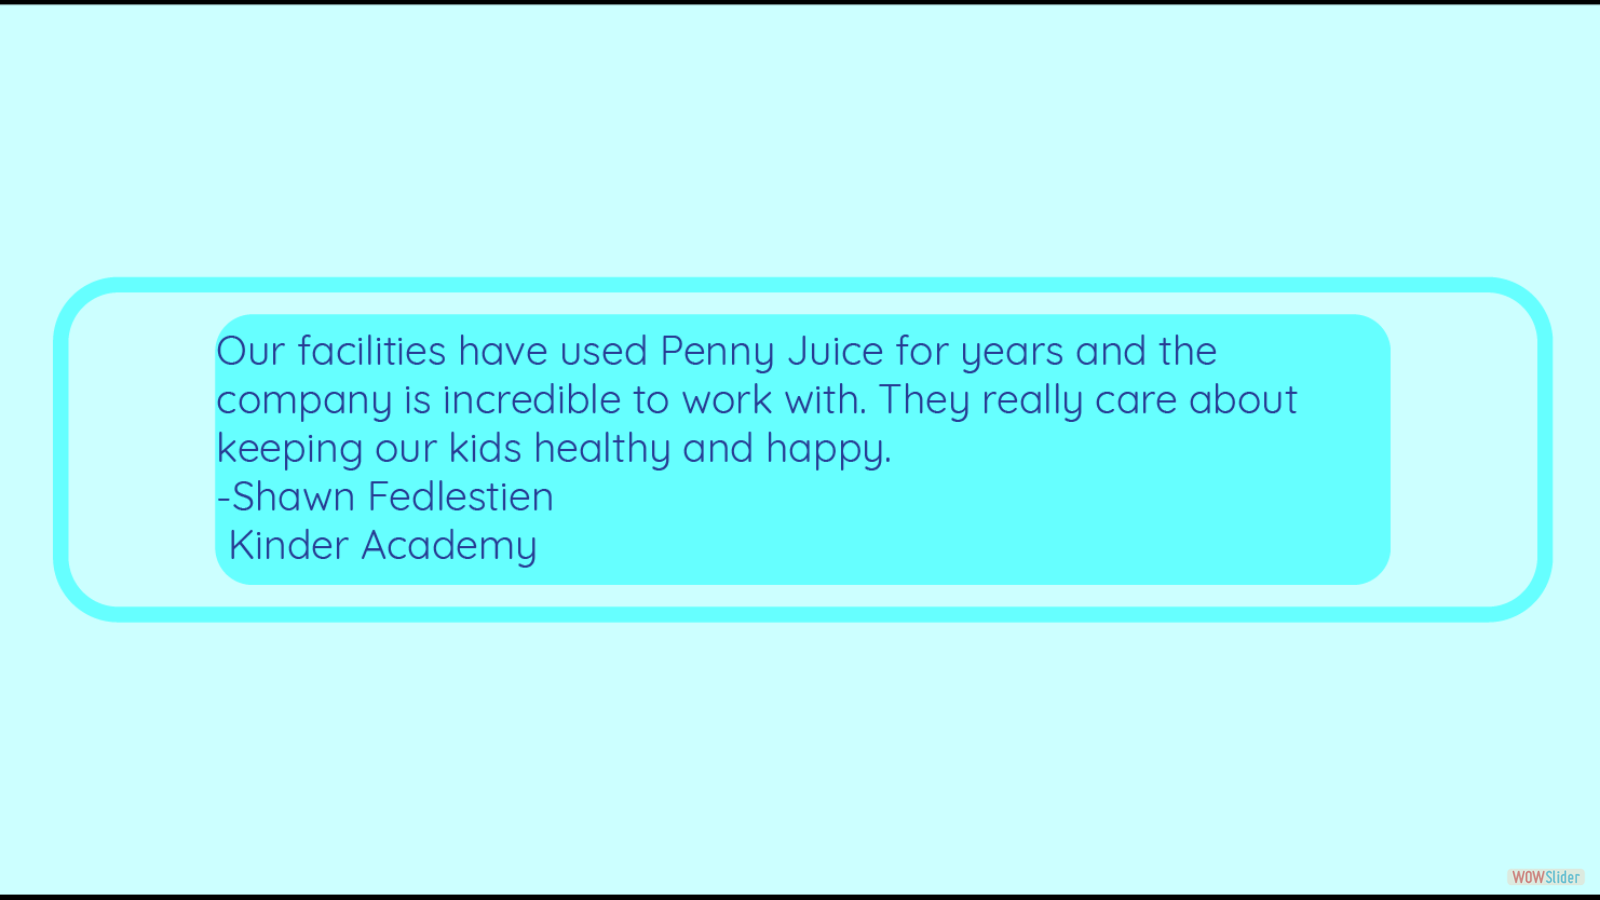 Our facilities have used Penny Juice for years and the
company is incredible to work with. They really care about
keeping our kids healthy and happy.
-Shawn Fedlestien
Kinder Academy
WOWSlider